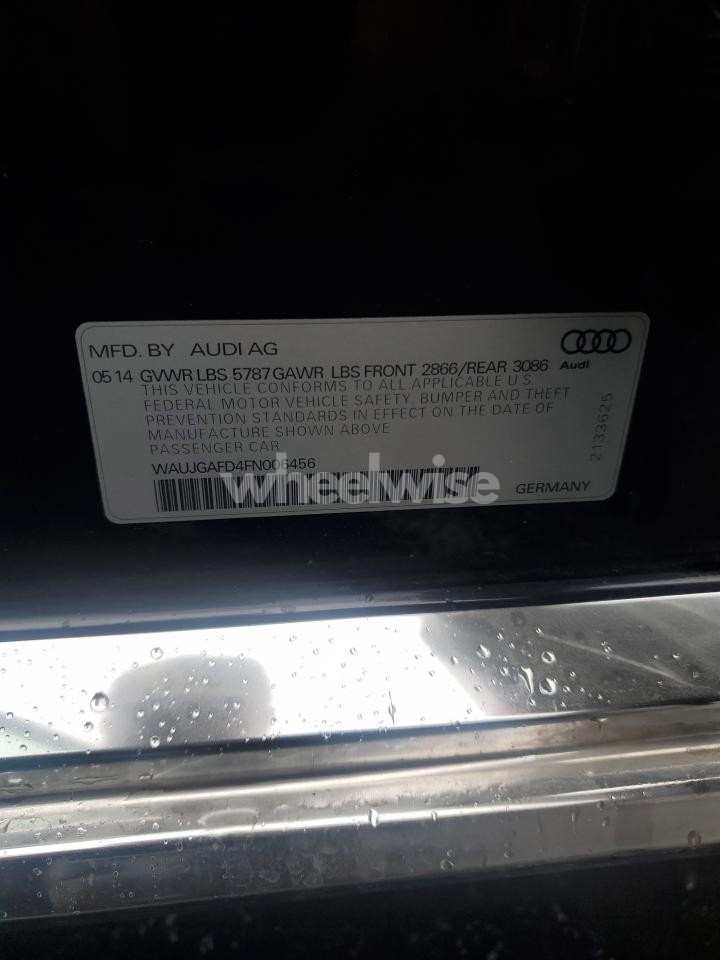 MFD. BY AUDI AG
Audi
05 14 GVWR LBS 5787 GAWR LBS FRONT 2866/REAR 3086
THIS VEHICLE CONFORMS TO ALL APPLICABLE U S
FEDERAL MOTOR VEHICLE SAFETY, BUMPER AND THEFT
PREVENTION STANDARDS IN EFFECT ON THE DATE OF
MANUFACTURE SHOWN ABOVE
PASSENGER CAR
WAUJGAFD4FN006456
GERMANY
2133625
wheelwise